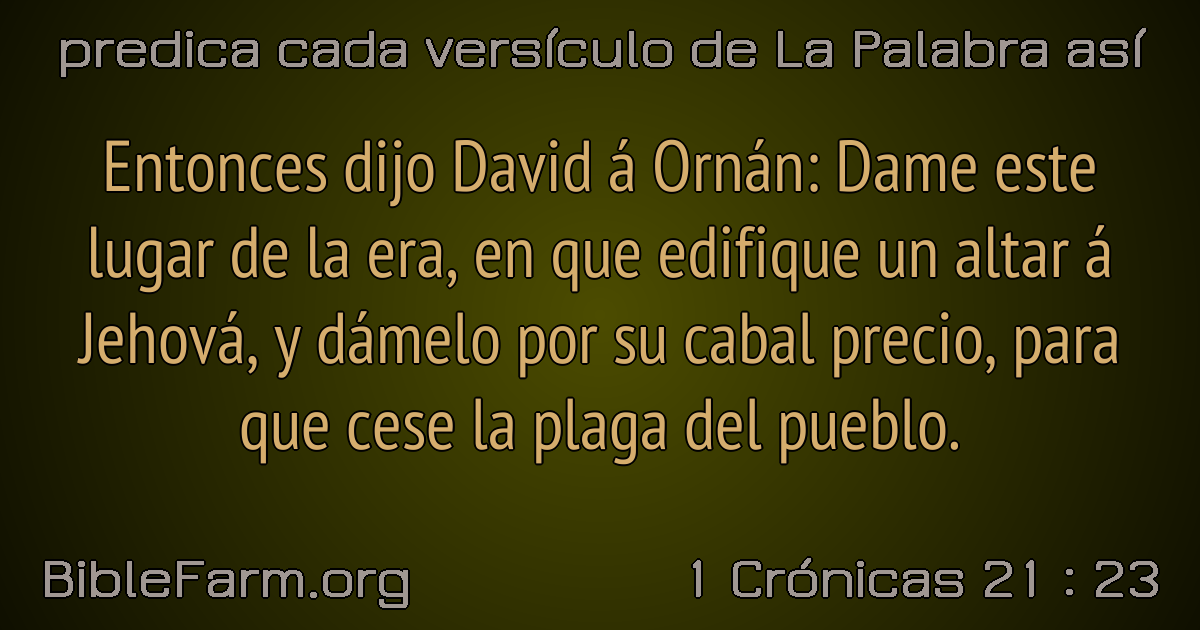 predica cada versículo de La Palabra así
Entonces dijo David á Ornán: Dame este
lugar de la era, en que edifique un altar á
Jehová, y dámelo por su cabal precio, para
que cese la plaga del pueblo.
BibleFarm.org
1 Crónicas 21 : 23